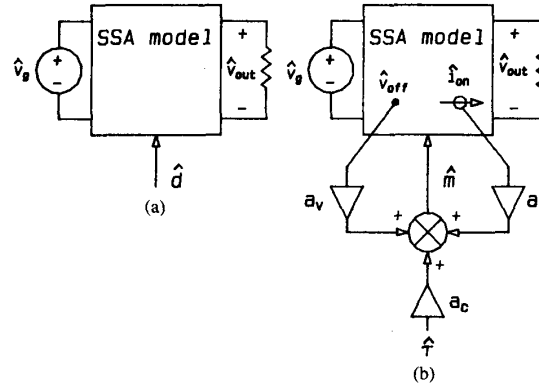 SSA model
+
v̂g
+
−
v̂out
−
d̂
(a)
SSA model
+
v̂g
+
−
v̂off
îon
v̂out
−
m̂
av
a
+
+
+
ac
τ̂
(b)